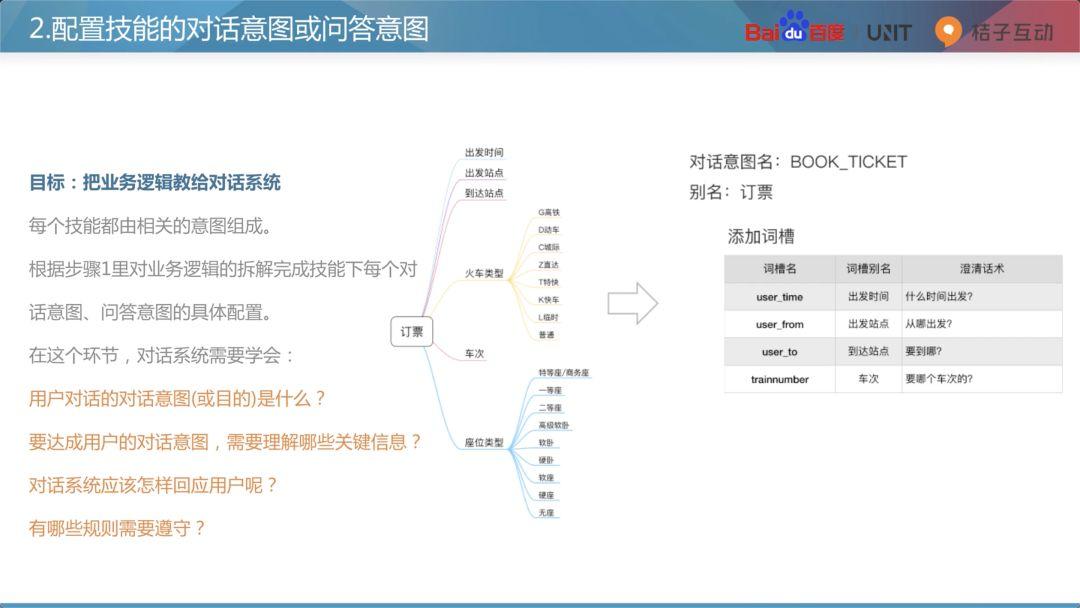 2.配置技能的对话意图或问答意图
Bai du 百度 UNIT 桔子互动
目标：把业务逻辑教给对话系统
每个技能都由相关的意图组成。
根据步骤1里对业务逻辑的拆解完成技能下每个对
话意图、问答意图的具体配置。
在这个环节，对话系统需要学会：
用户对话的对话意图(或目的)是什么？
要达成用户的对话意图，需要理解哪些关键信息？
对话系统应该怎样回应用户呢？
有哪些规则需要遵守？
订票
出发时间
出发站点
到达站点
火车类型
G高铁
D动车
C城际
Z直达
T特快
K快车
L临时
普通
车次
座位类型
特等座/商务座
一等座
二等座
高级软卧
软卧
硬卧
软座
硬座
无座
对话意图名：BOOK_TICKET
别名：订票
添加词槽
词槽名 词槽别名 澄清话术
user_time 出发时间 什么时间出发?
user_from 出发站点 从哪出发?
user_to 到达站点 要到哪?
trainnumber 车次 要哪个车次的?